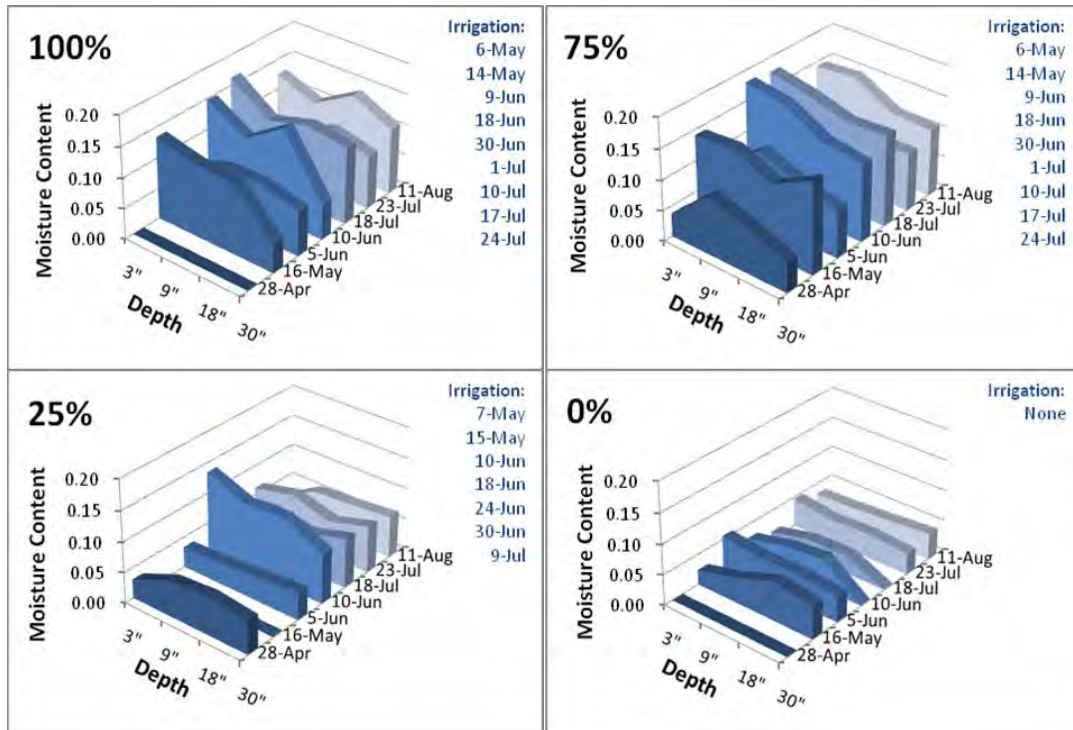 100%
Irrigation:
6-May
14-May
9-Jun
18-Jun
30-Jun
1-Jul
10-Jul
17-Jul
24-Jul
Moisture Content
0.20
0.15
0.10
0.05
0.00
3"
9"
18"
30"
Depth
28-Apr
16-May
5-Jun
10-Jun
18-Jul
23-Jul
11-Aug
75%
Irrigation:
6-May
14-May
9-Jun
18-Jun
30-Jun
1-Jul
10-Jul
17-Jul
24-Jul
Moisture Content
0.20
0.15
0.10
0.05
0.00
3"
9"
18"
30"
Depth
28-Apr
16-May
5-Jun
10-Jun
18-Jul
23-Jul
11-Aug
25%
Irrigation:
7-May
15-May
10-Jun
18-Jun
24-Jun
30-Jun
9-Jul
Moisture Content
0.20
0.15
0.10
0.05
0.00
3"
9"
18"
30"
Depth
28-Apr
16-May
5-Jun
10-Jun
18-Jul
23-Jul
11-Aug
0%
Irrigation:
None
Moisture Content
0.20
0.15
0.10
0.05
0.00
3"
9"
18"
30"
Depth
28-Apr
16-May
5-Jun
10-Jun
18-Jul
23-Jul
11-Aug